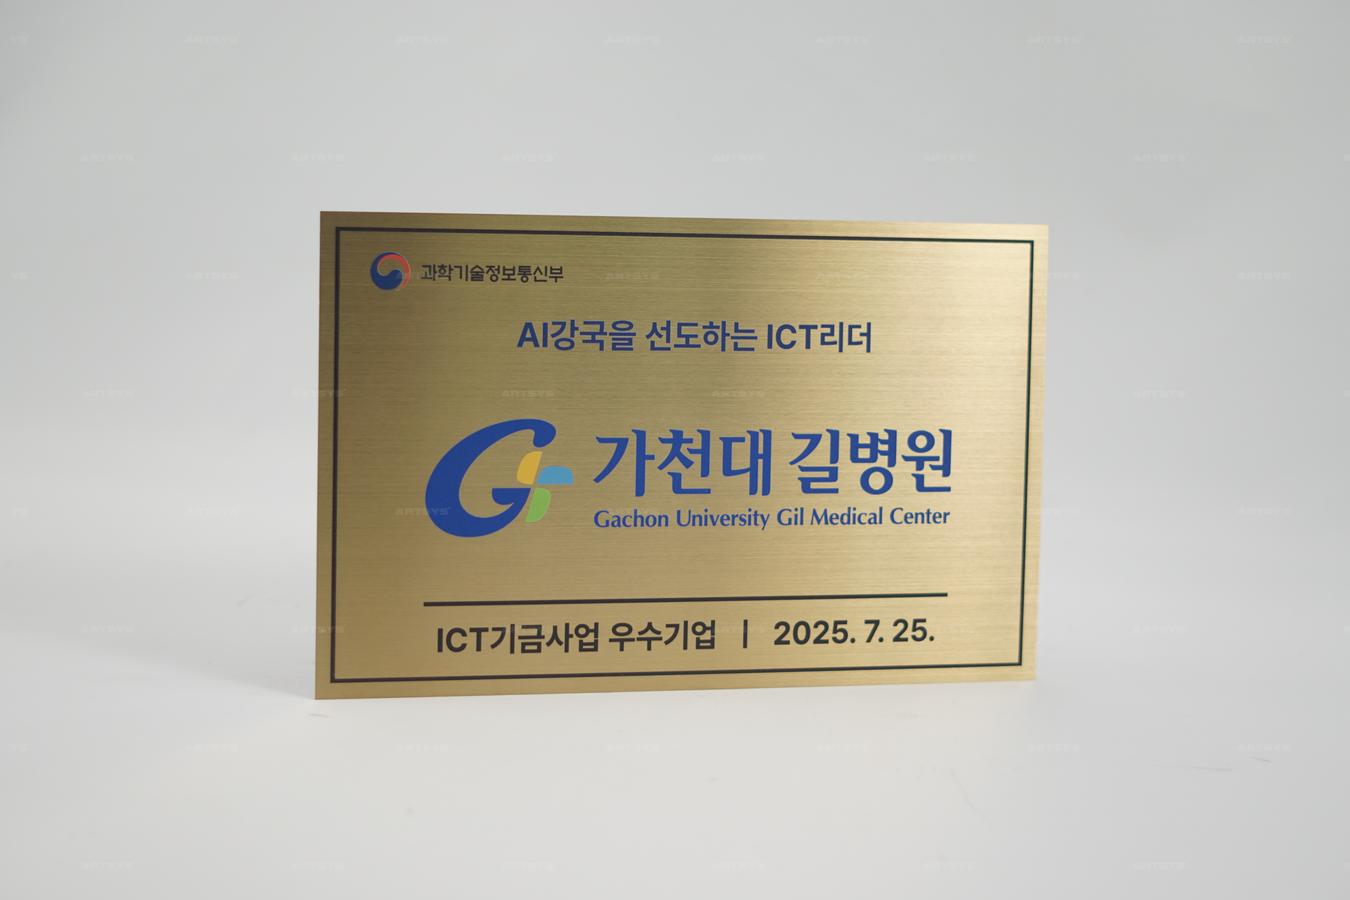 과학기술정보통신부
AI강국을 선도하는 ICT리더
가천대 길병원
Gachon University Gil Medical Center
ICT기금사업 우수기업 | 2025. 7. 25.
ARTSYS